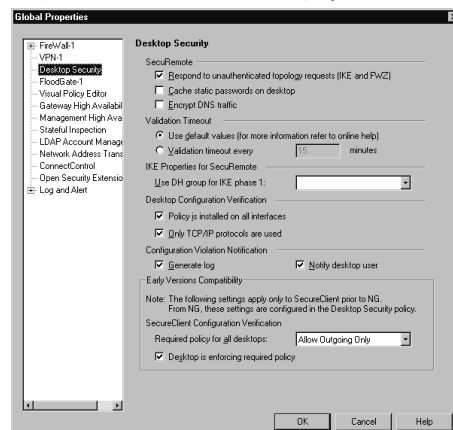 Global Properties
FireWall-1
VPN-1
Desktop Security
FloodGate-1
Visual Policy Editor
Gateway High Availabil
Management High Ava
Stateful Inspection
LDAP Account Manage
Network Address Trans
ConnectControl
Open Security Extensio
Log and Alert
Desktop Security
SecuRemote
Respond to unauthenticated topology requests (IKE and FWZ)
Cache static passwords on desktop
Encrypt DNS traffic
Validation Timeout
Use default values (for more information refer to online help)
Validation timeout every 15 minutes
IKE Properties for SecuRemote
Use DH group for IKE phase 1:
Desktop Configuration Verification
Policy is installed on all interfaces
Only TCP/IP protocols are used
Configuration Violation Notification
Generate log Notify desktop user
Early Versions Compatibility
Note: The following settings apply only to SecureClient prior to NG.
From NG, these settings are configured in the Desktop Security policy.
SecureClient Configuration Verification
Required policy for all desktops: Allow Outgoing Only
Desktop is enforcing required policy
OK Cancel Help